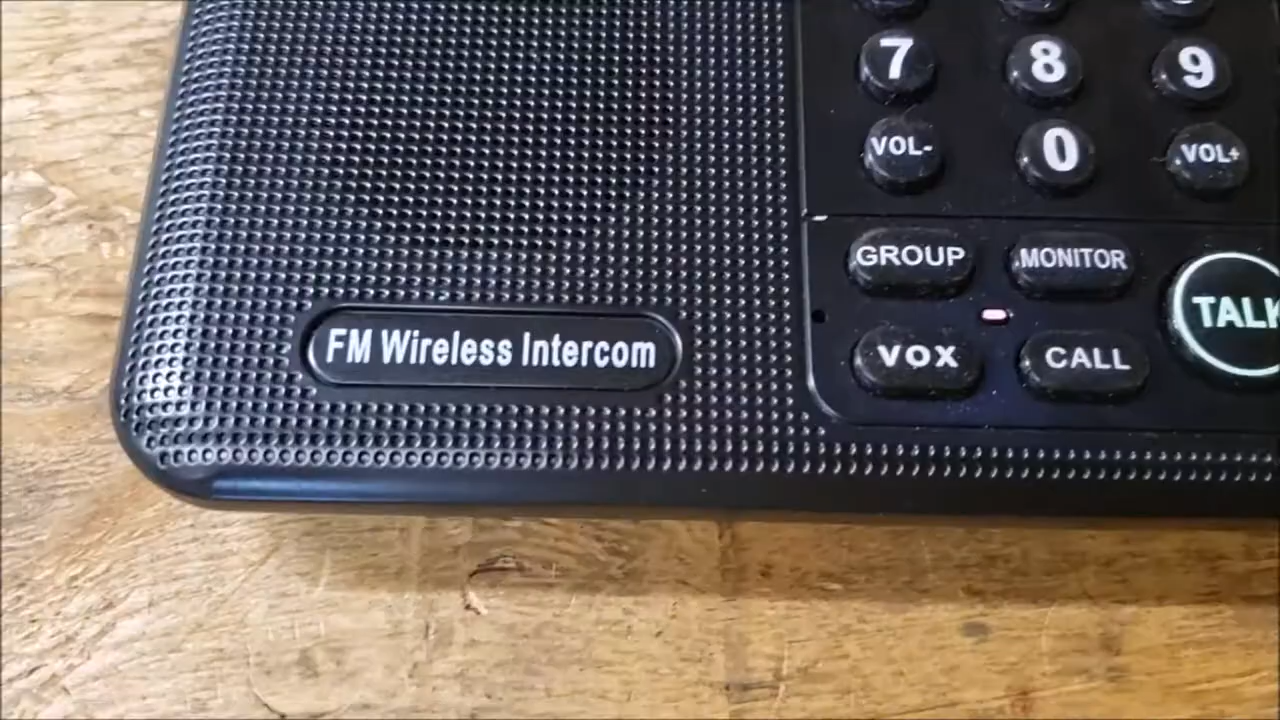 7 8 9
VOL- 0 VOL+
GROUP MONITOR
TALK
FM Wireless Intercom
VOX CALL